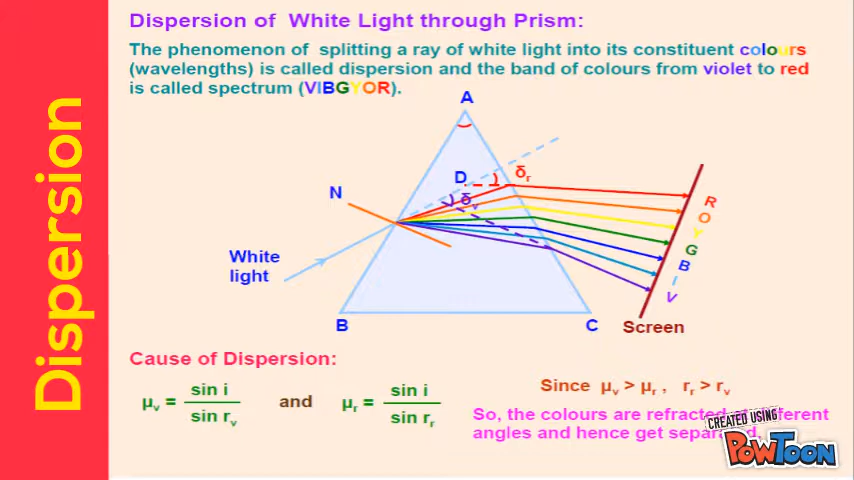 Dispersion
Dispersion of White Light through Prism:
The phenomenon of splitting a ray of white light into its constituent colours
(wavelengths) is called dispersion and the band of colours from violet to red
is called spectrum (VIBGYOR).
A
D
δr
δv
N
White
light
R
O
Y
G
B
I
V
B
C
Screen
Cause of Dispersion:
μv = sin i / sin rv and μr = sin i / sin rr
Since μv > μr , rr > rv
So, the colours are refracted at different
angles and hence get separated.
CREATED USING
POWTOON